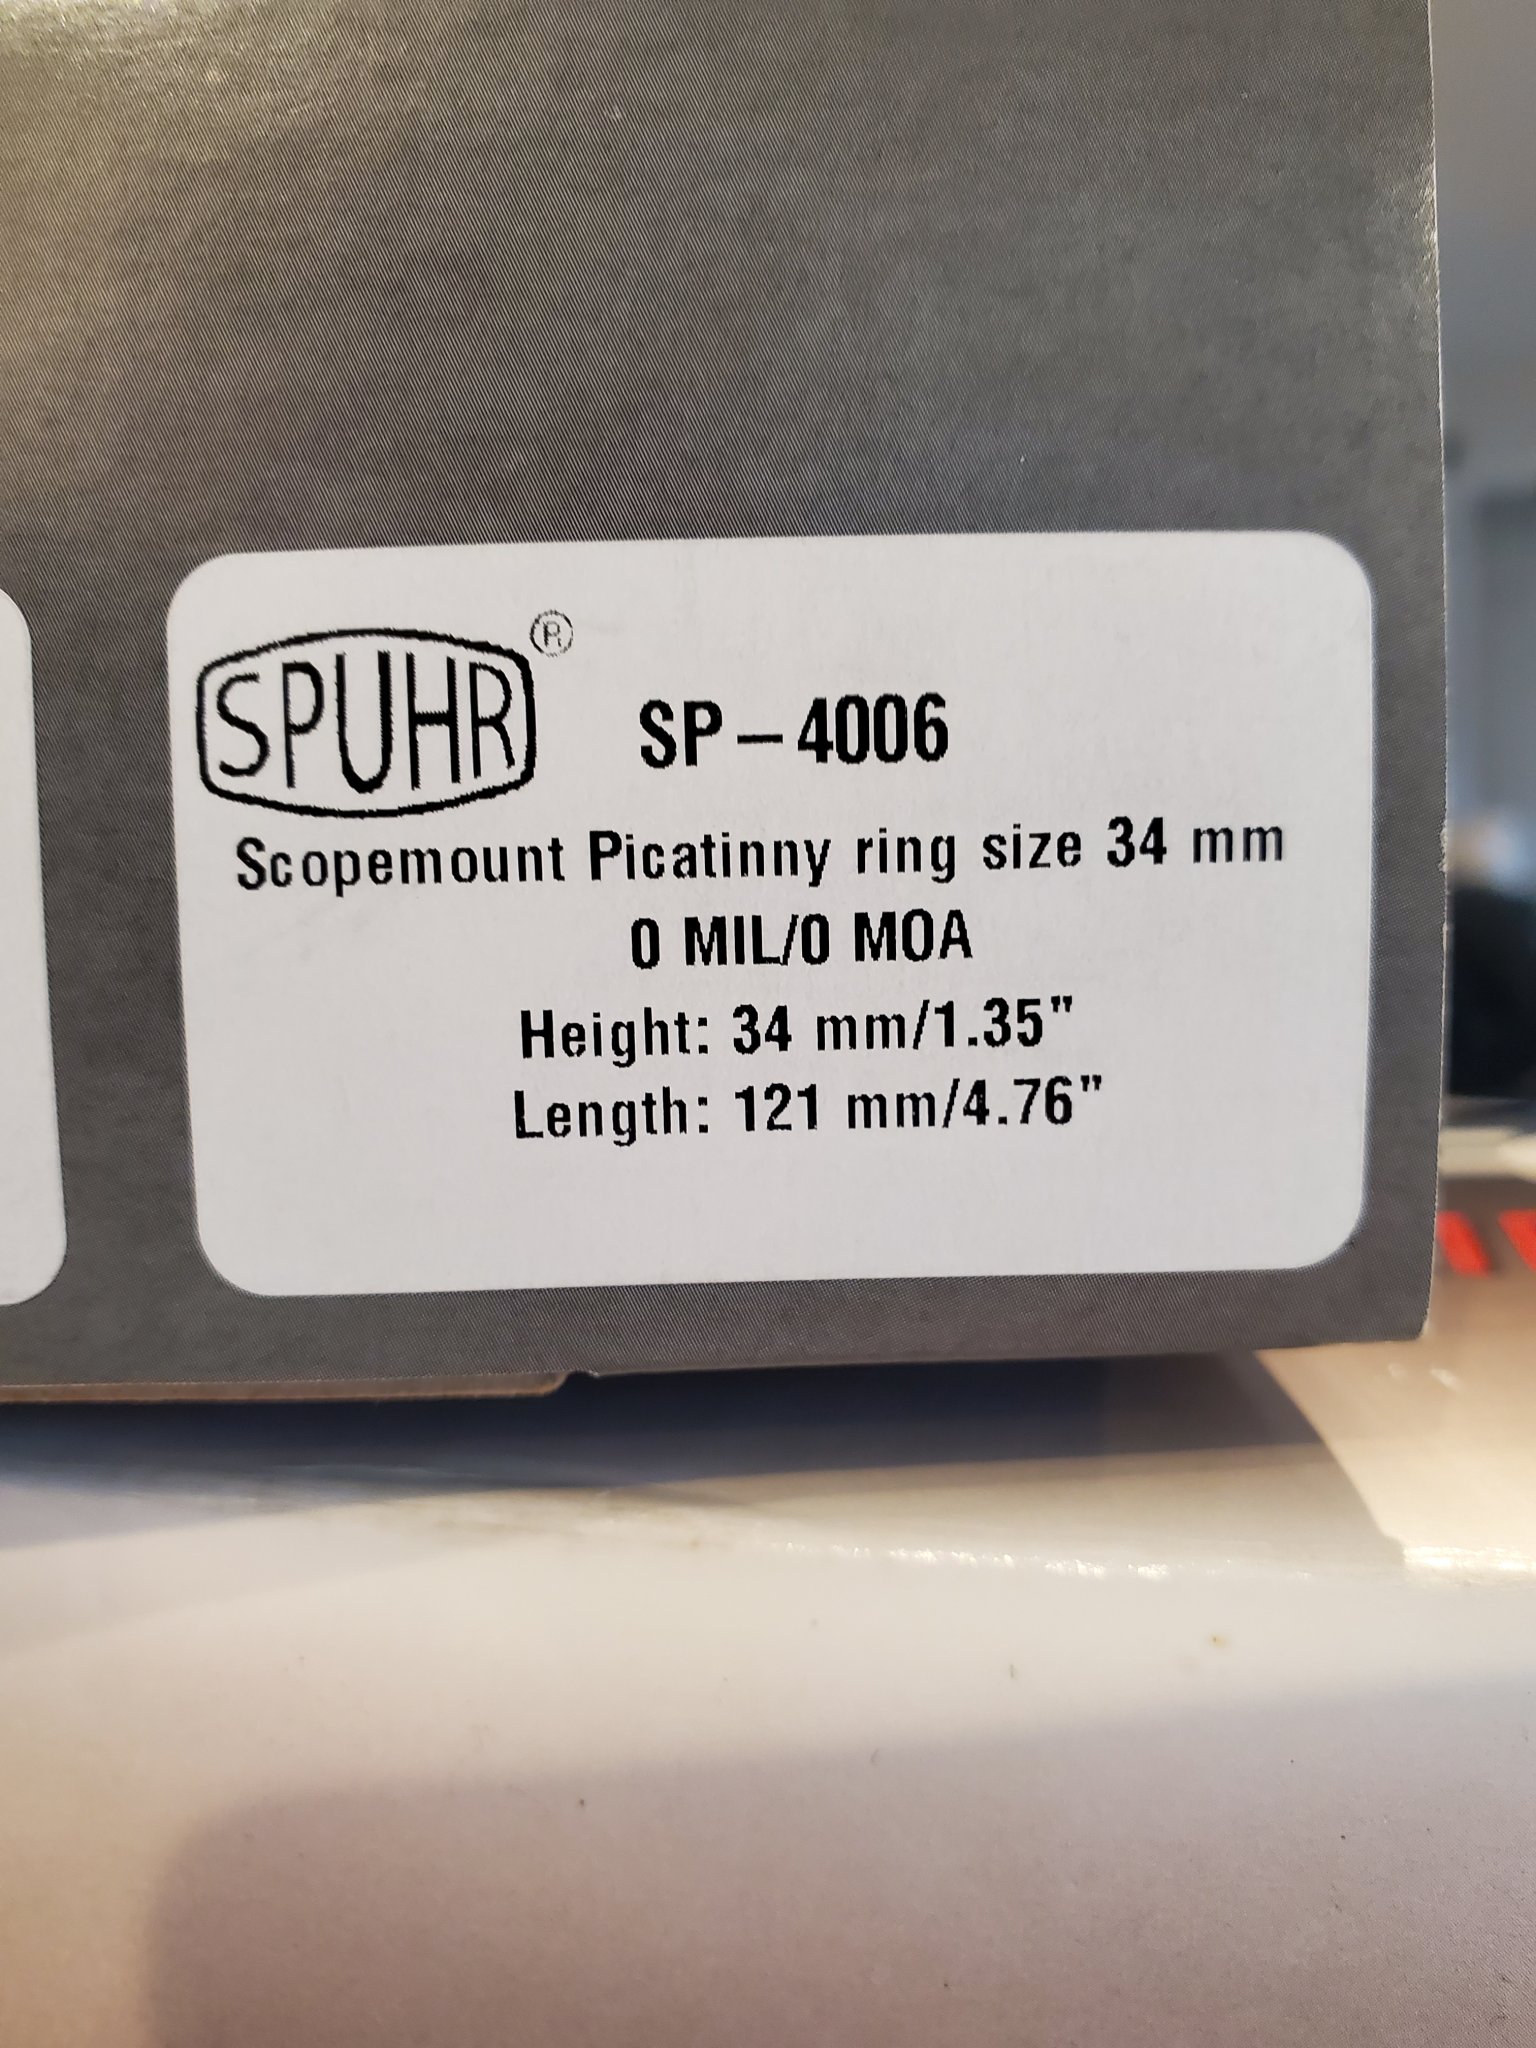 SPUHR® SP-4006
Scopemount Picatinny ring size 34 mm
0 MIL/0 MOA
Height: 34 mm/1.35"
Length: 121 mm/4.76"